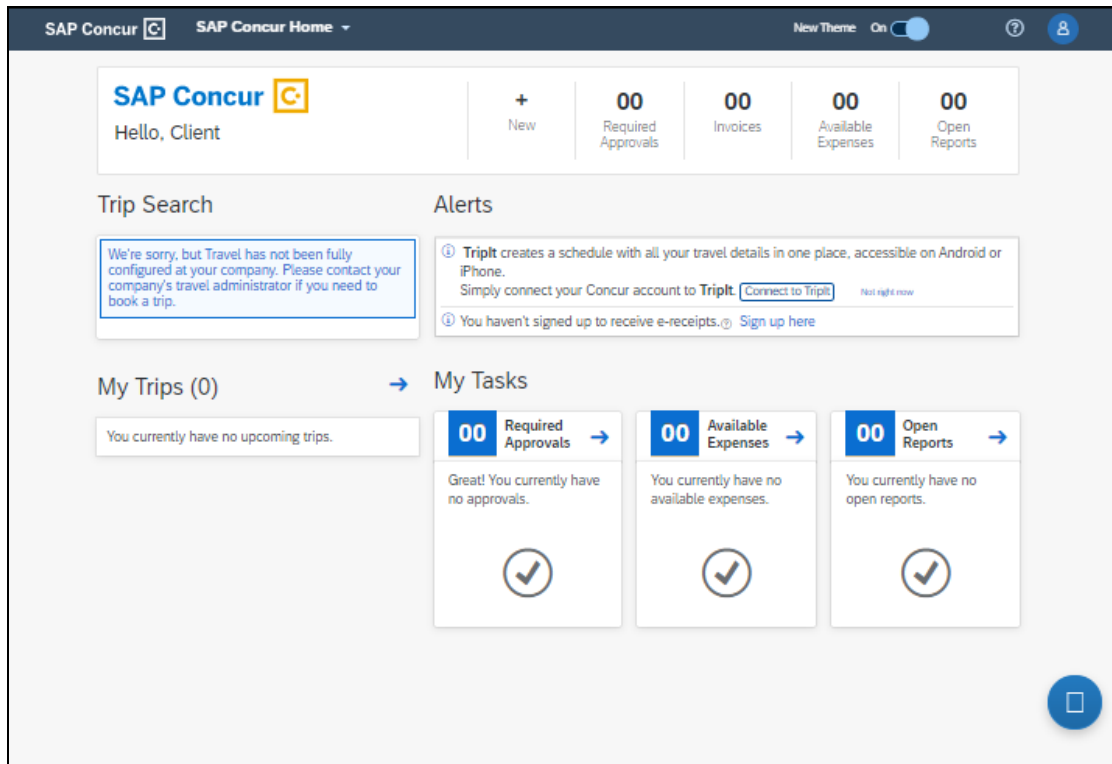 SAP Concur C SAP Concur Home New Theme On
SAP Concur C
Hello, Client
+
New
00
Required
Approvals
00
Invoices
00
Available
Expenses
00
Open
Reports
Trip Search
We're sorry, but Travel has not been fully
configured at your company. Please contact your
company's travel administrator if you need to
book a trip.
Alerts
TripIt creates a schedule with all your travel details in one place, accessible on Android or
iPhone.
Simply connect your Concur account to TripIt. Connect to TripIt Not right now
You haven't signed up to receive e-receipts. Sign up here
My Trips (0)
You currently have no upcoming trips.
My Tasks
00 Required
Approvals
Great! You currently have
no approvals.
00 Available
Expenses
You currently have no
available expenses.
00 Open
Reports
You currently have no
open reports.